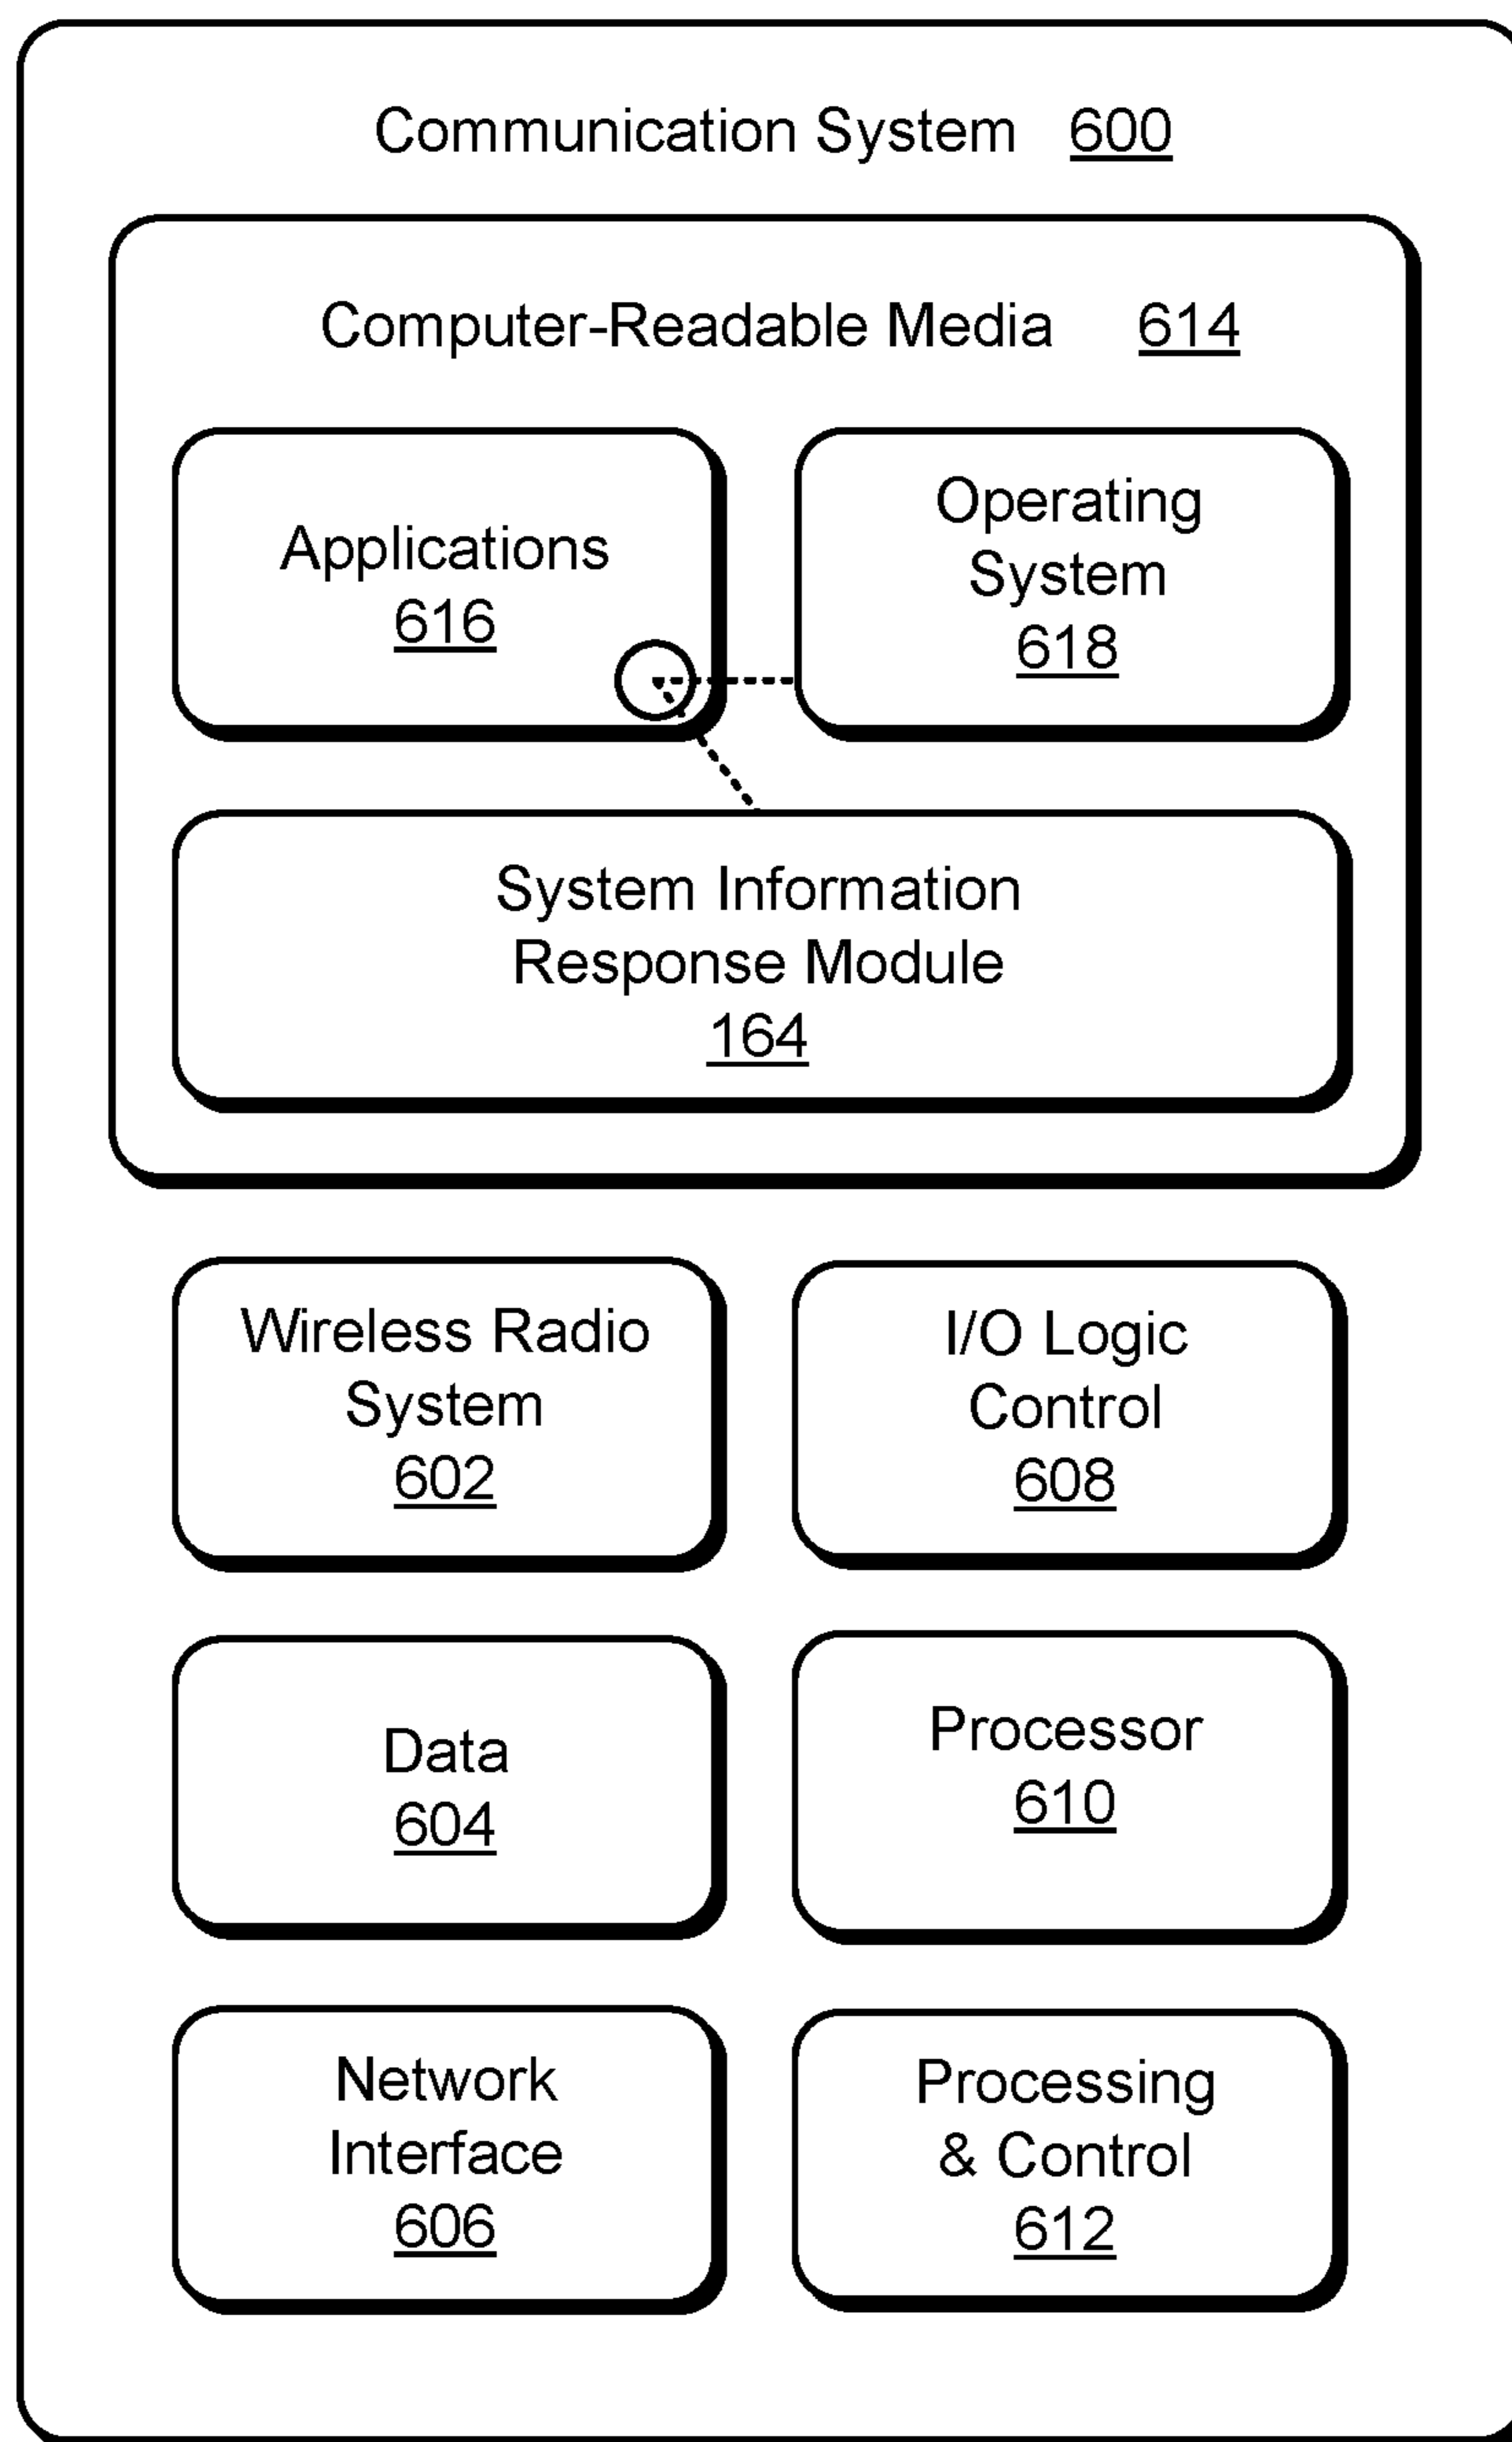 Communication System 600
Computer-Readable Media 614
Applications
616
Operating
System
618
System Information
Response Module
164
Wireless Radio
System
602
I/O Logic
Control
608
Data
604
Processor
610
Network
Interface
606
Processing
& Control
612